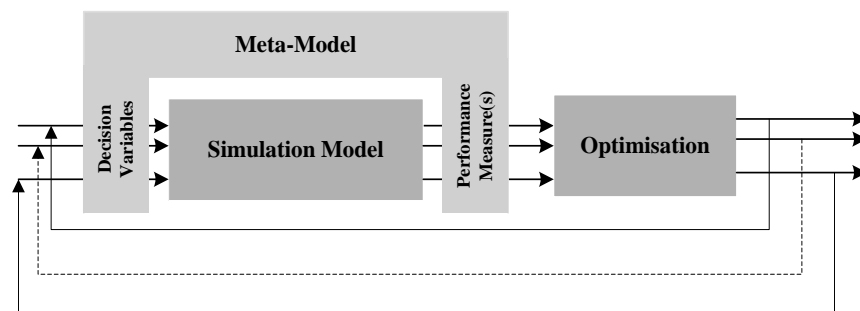 Meta-Model
Decision
Variables
Simulation Model
Performance
Measure(s)
Optimisation